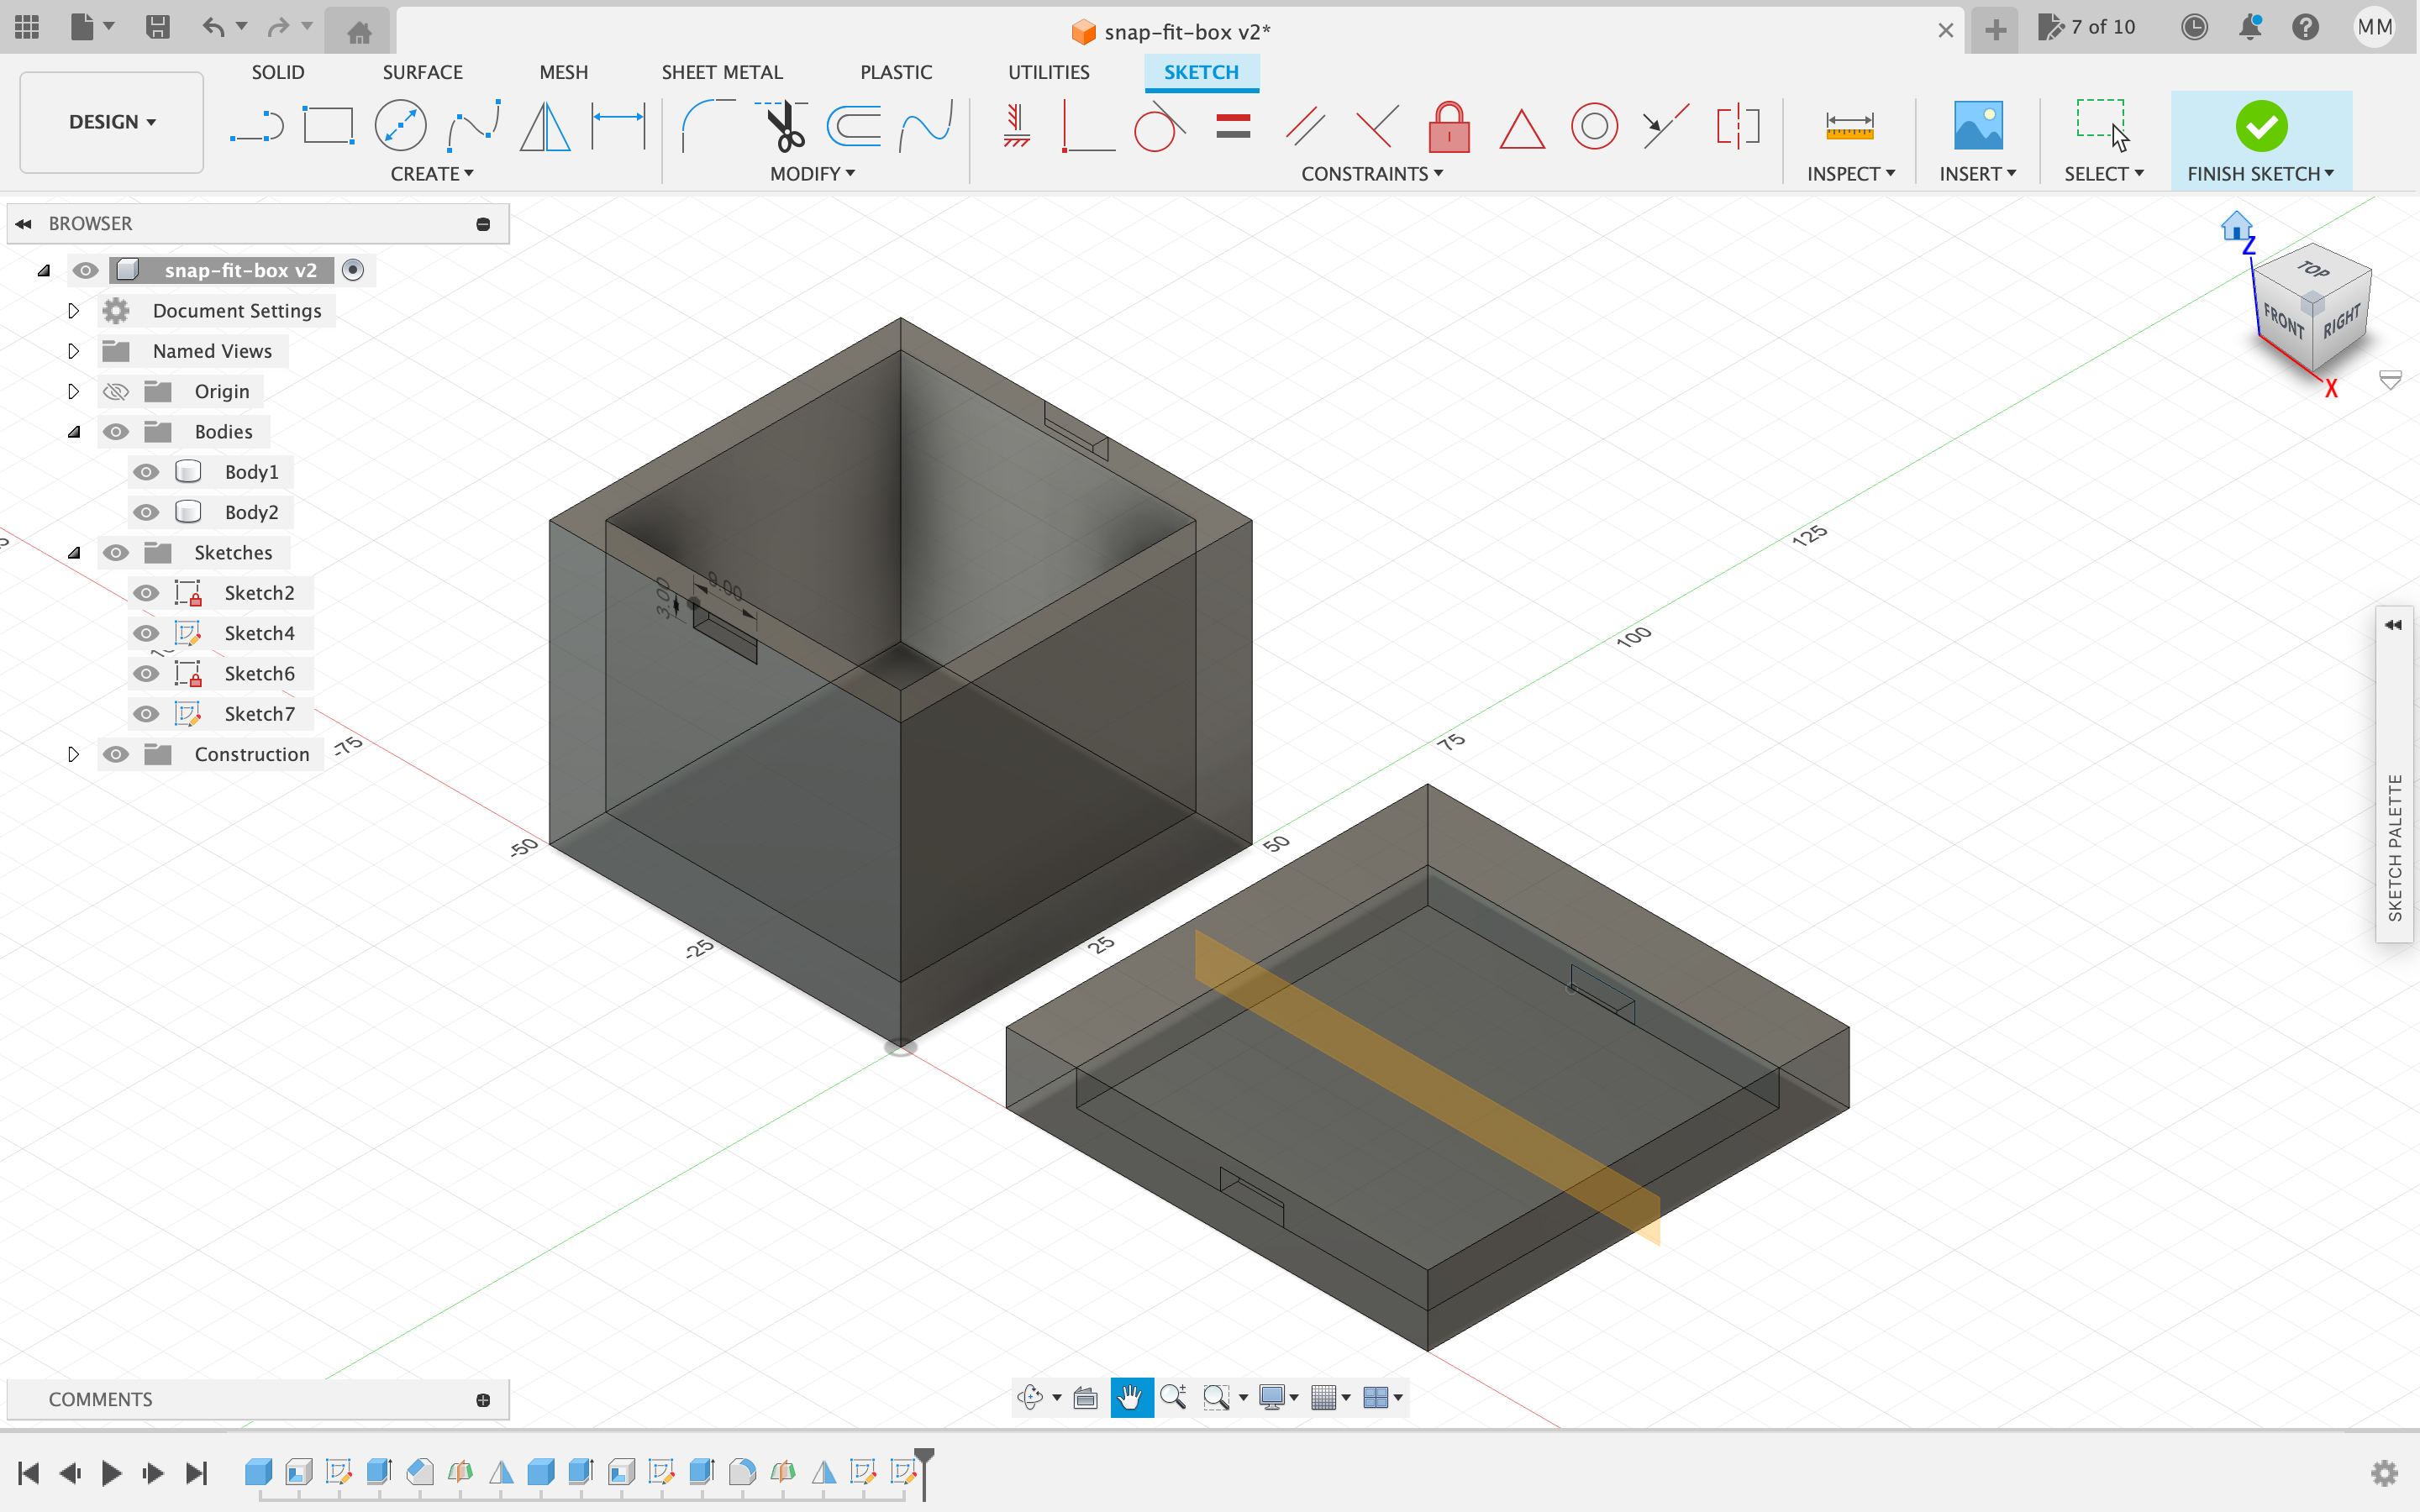 snap-fit-box v2*
7 of 10
MM
DESIGN
SOLID
SURFACE
MESH
SHEET METAL
PLASTIC
UTILITIES
SKETCH
CREATE
MODIFY
CONSTRAINTS
INSPECT
INSERT
SELECT
FINISH SKETCH
BROWSER
snap-fit-box v2
Document Settings
Named Views
Origin
Bodies
Body1
Body2
Sketches
Sketch2
Sketch4
Sketch6
Sketch7
Construction
Z
TOP
FRONT
RIGHT
X
125
100
75
50
25
-75
-50
-25
9.00
3.00
SKETCH PALETTE
COMMENTS